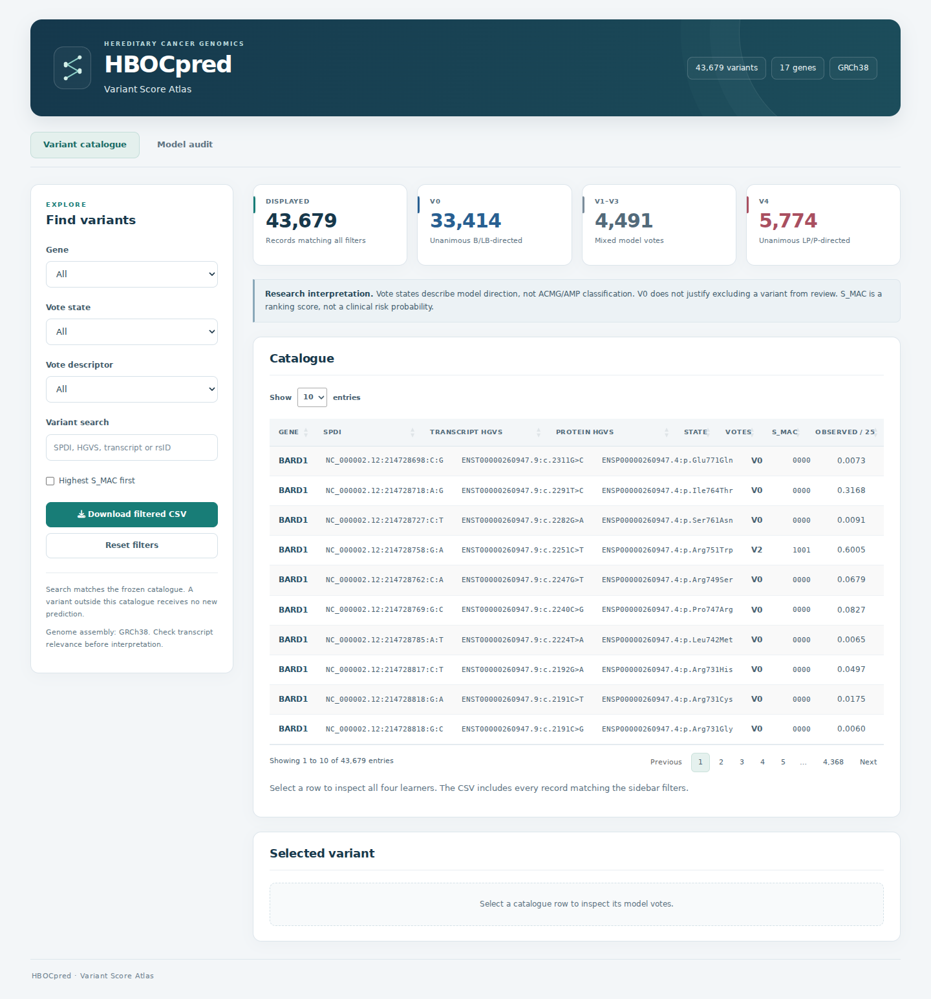 HEREDITARY CANCER GENOMICS
HBOCpred
Variant Score Atlas
43,679 variants
17 genes
GRCh38
Variant catalogue
Model audit
EXPLORE
Find variants
Gene
All
Vote state
All
Vote descriptor
All
Variant search
SPDI, HGVS, transcript or rsID
Highest S_MAC first
Download filtered CSV
Reset filters
Search matches the frozen catalogue. A
variant outside this catalogue receives no new
prediction.
Genome assembly: GRCh38. Check transcript
relevance before interpretation.
DISPLAYED
43,679
Records matching all filters
V0
33,414
Unanimous B/LB-directed
V1–V3
4,491
Mixed model votes
V4
5,774
Unanimous LP/P-directed
Research interpretation. Vote states describe model direction, not ACMG/AMP classification. V0 does not justify excluding a variant from review. S_MAC is a
ranking score, not a clinical risk probability.
Catalogue
Show 10 entries
GENE SPDI TRANSCRIPT HGVS PROTEIN HGVS STATE VOTES S_MAC OBSERVED / 25
BARD1 NC_000002.12:214728698:C:G ENST00000260947.9:c.2311G>C ENSP00000260947.4:p.Glu771Gln V0 0000 0.0073
BARD1 NC_000002.12:214728718:A:G ENST00000260947.9:c.2291T>C ENSP00000260947.4:p.Ile764Thr V0 0000 0.3168
BARD1 NC_000002.12:214728727:C:T ENST00000260947.9:c.2282G>A ENSP00000260947.4:p.Ser761Asn V0 0000 0.0091
BARD1 NC_000002.12:214728758:G:A ENST00000260947.9:c.2251C>T ENSP00000260947.4:p.Arg751Trp V2 1001 0.6005
BARD1 NC_000002.12:214728762:C:A ENST00000260947.9:c.2247G>T ENSP00000260947.4:p.Arg749Ser V0 0000 0.0679
BARD1 NC_000002.12:214728769:G:C ENST00000260947.9:c.2240C>G ENSP00000260947.4:p.Pro747Arg V0 0000 0.0827
BARD1 NC_000002.12:214728785:A:T ENST00000260947.9:c.2224T>A ENSP00000260947.4:p.Leu742Met V0 0000 0.0065
BARD1 NC_000002.12:214728817:C:T ENST00000260947.9:c.2192G>A ENSP00000260947.4:p.Arg731His V0 0000 0.0497
BARD1 NC_000002.12:214728818:G:A ENST00000260947.9:c.2191C>T ENSP00000260947.4:p.Arg731Cys V0 0000 0.0175
BARD1 NC_000002.12:214728818:G:C ENST00000260947.9:c.2191C>G ENSP00000260947.4:p.Arg731Gly V0 0000 0.0060
Showing 1 to 10 of 43,679 entries
Previous 1 2 3 4 5 … 4,368 Next
Select a row to inspect all four learners. The CSV includes every record matching the sidebar filters.
Selected variant
Select a catalogue row to inspect its model votes.
HBOCpred · Variant Score Atlas